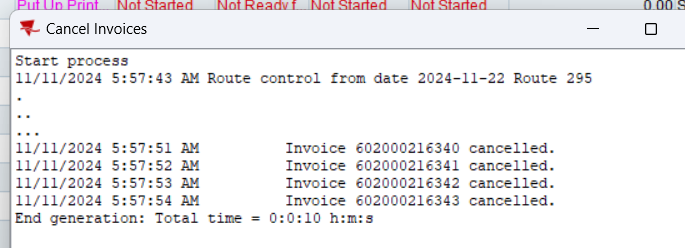 Put Up Print Not Started Not Ready f Not Started Not Started
Cancel Invoices
Start process
11/11/2024 5:57:43 AM Route control from date 2024-11-22 Route 295
.
..
...
11/11/2024 5:57:51 AM Invoice 602000216340 cancelled.
11/11/2024 5:57:52 AM Invoice 602000216341 cancelled.
11/11/2024 5:57:53 AM Invoice 602000216342 cancelled.
11/11/2024 5:57:54 AM Invoice 602000216343 cancelled.
End generation: Total time = 0:0:10 h:m:s